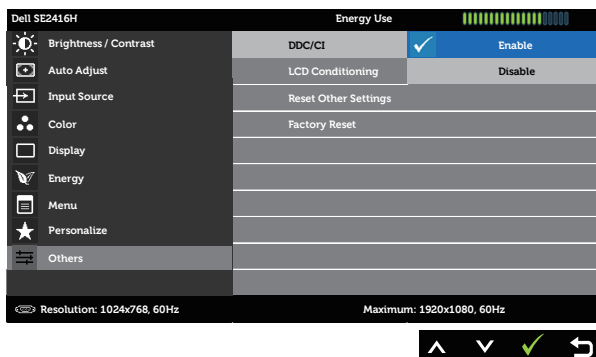 Dell SE2416H Energy Use
Brightness / Contrast DDC/CI Enable
Auto Adjust LCD Conditioning Disable
Input Source Reset Other Settings
Color Factory Reset
Display
Energy
Menu
Personalize
Others
Resolution: 1024x768, 60Hz Maximum: 1920x1080, 60Hz